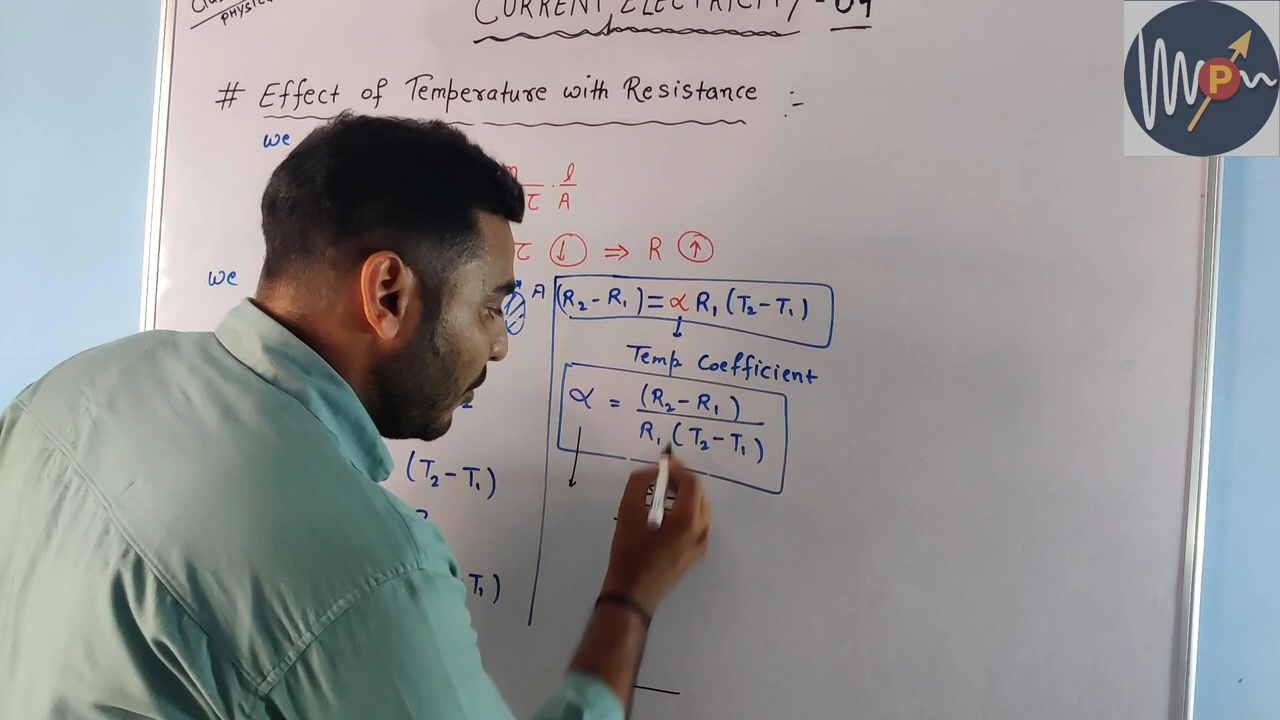 CURRENT ELECTRICITY - 04
PHYSIC
# Effect of Temperature with Resistance :-
we
l
τ · A
τ (↓) ⇒ R (↑)
we
A
(R₂ - R₁) = α R₁ (T₂ - T₁)
↓
Temp Coefficient
α = (R₂ - R₁)
R₁ (T₂ - T₁)
(T₂ - T₁)
T₁)
P